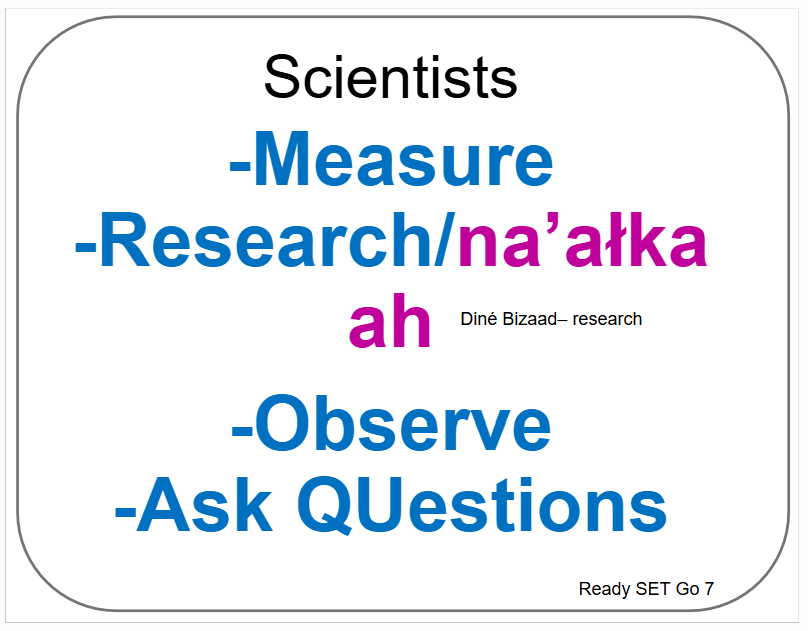 Scientists
-Measure
-Research/na’ałka
ah
Diné Bizaad– research
-Observe
-Ask QUestions
Ready SET Go 7